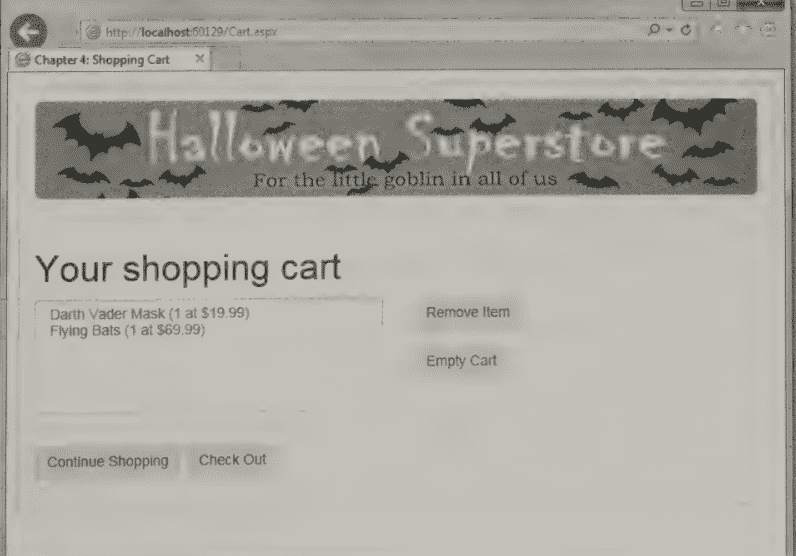 http://localhost:60129/Cart.aspx
Chapter 4: Shopping Cart
Halloween Superstore
For the little goblin in all of us
Your shopping cart
Darth Vader Mask (1 at $19.99)
Flying Bats (1 at $69.99)
Remove Item
Empty Cart
Continue Shopping
Check Out